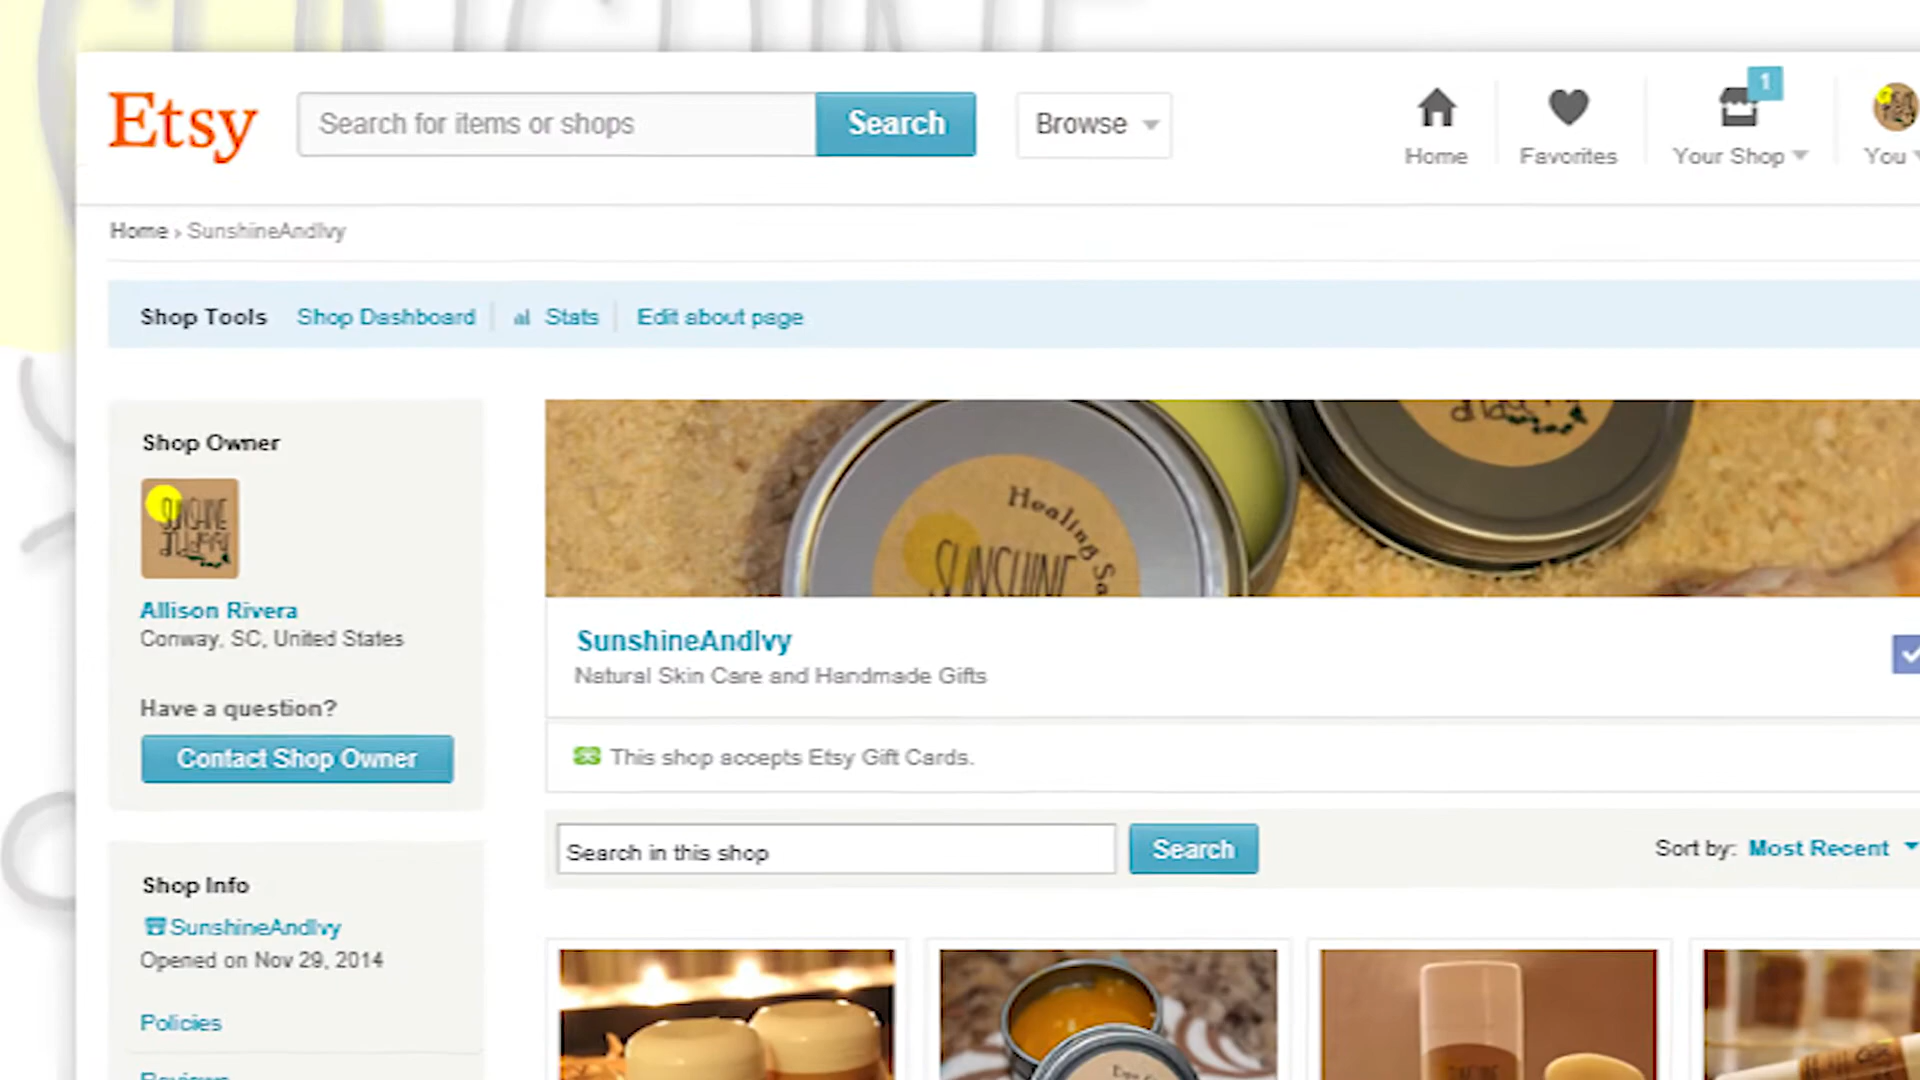 Etsy
Search for items or shops
Search
Browse
Home
Favorites
1
Your Shop
You
Home › SunshineAndIvy
Shop Tools
Shop Dashboard
Stats
Edit about page
Shop Owner
SUNSHINE
Healing
SUNSHINE
Allison Rivera
Conway, SC, United States
Have a question?
Contact Shop Owner
SunshineAndIvy
Natural Skin Care and Handmade Gifts
This shop accepts Etsy Gift Cards.
Search in this shop
Search
Sort by: Most Recent
Shop Info
SunshineAndIvy
Opened on Nov 29, 2014
Policies
Reviews